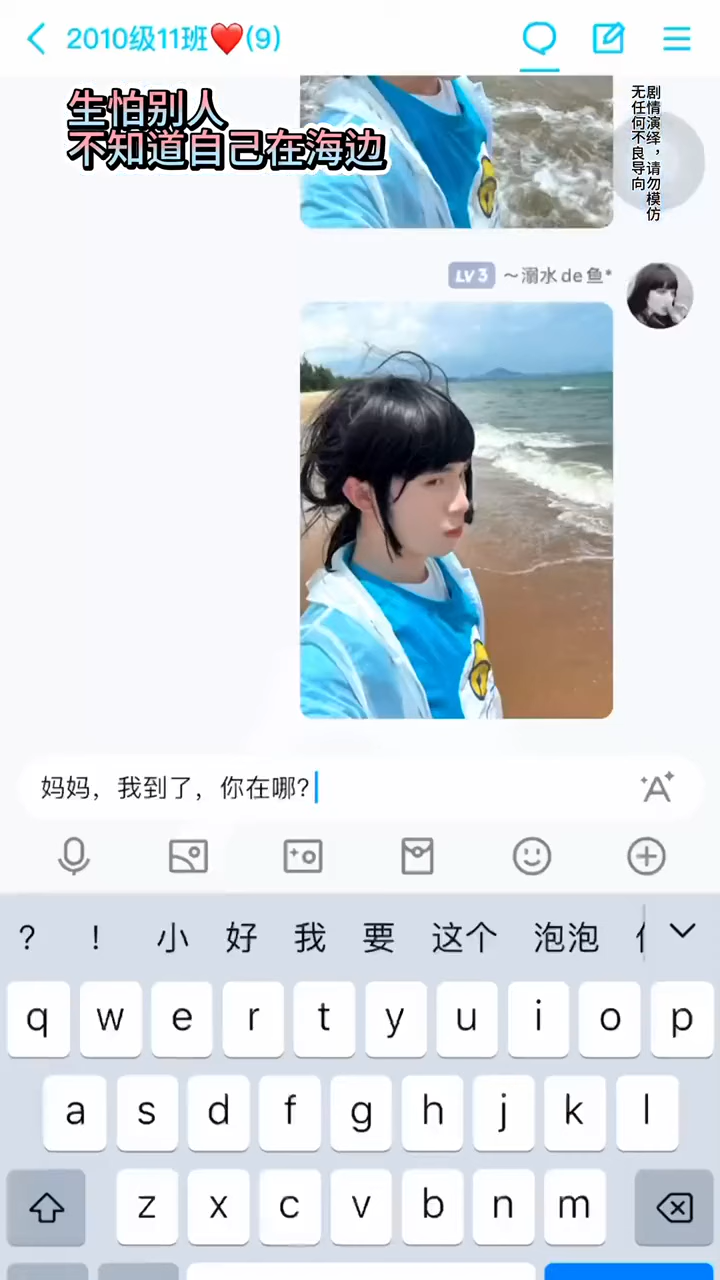 2010级11班❤️(9)
生怕别人
不知道自己在海边
剧情演绎，请勿模仿
无任何不良导向
LV 3 ～溺水de鱼*
妈妈，我到了，你在哪?
A
? ! 小 好 我 要 这个 泡泡
q w e r t y u i o p
a s d f g h j k l
z x c v b n m